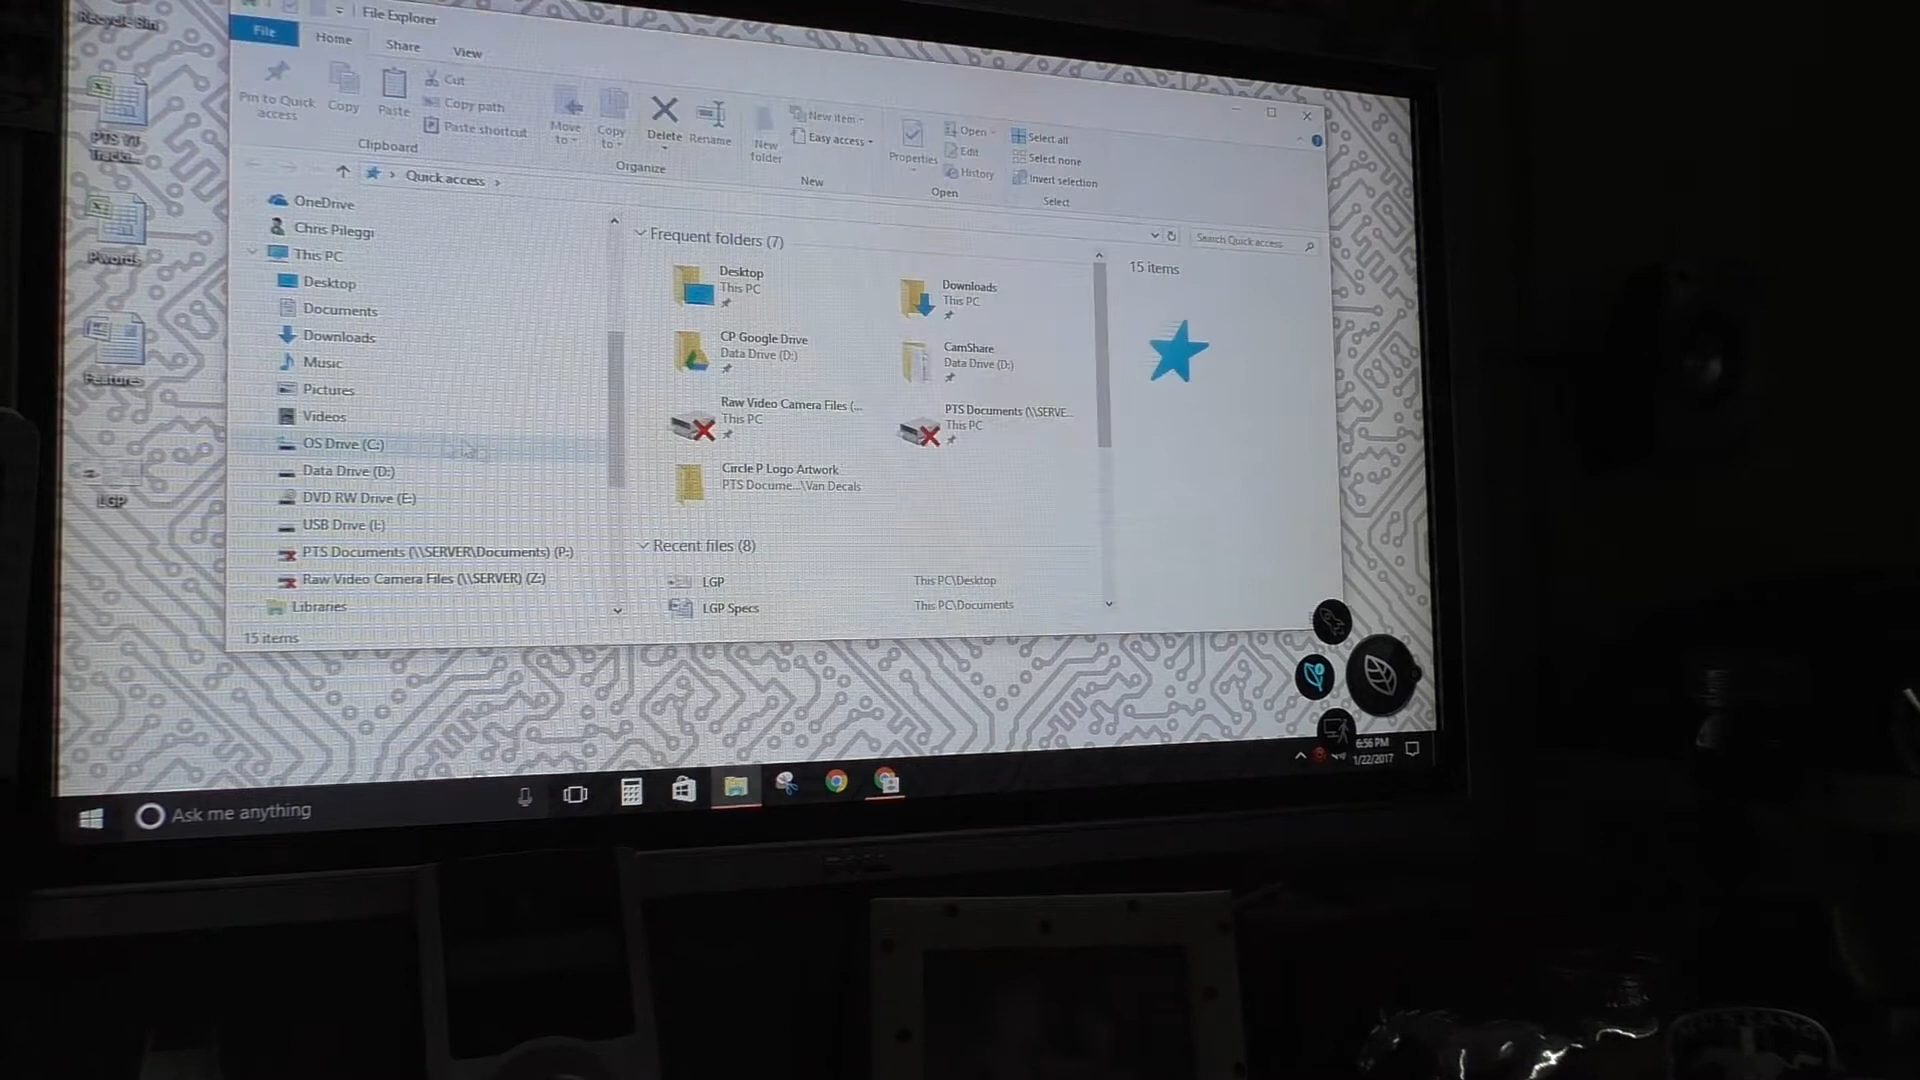 Recycle Bin
File Explorer
File
Home
Share
View
Pin to Quick
access
Copy
Paste
Cut
Copy path
Paste shortcut
Clipboard
Move
to
Copy
to
Delete
Rename
Organize
New
folder
New item
Easy access
New
Properties
Open
Edit
History
Open
Select all
Select none
Invert selection
Select
Quick access
Search Quick access
PTS YT
Trackin...
Pwords
Features
LGP
OneDrive
Chris Pileggi
This PC
Desktop
Documents
Downloads
Music
Pictures
Videos
OS Drive (C:)
Data Drive (D:)
DVD RW Drive (E:)
USB Drive (I:)
PTS Documents (\\SERVER\Documents) (P:)
Raw Video Camera Files (\\SERVER) (Z:)
Libraries
15 items
Frequent folders (7)
Desktop
This PC
Downloads
This PC
CP Google Drive
Data Drive (D:)
CamShare
Data Drive (D:)
Raw Video Camera Files (...
This PC
PTS Documents (\\SERVE...
This PC
Circle P Logo Artwork
PTS Docume...\Van Decals
Recent files (8)
LGP
This PC\Desktop
LGP Specs
This PC\Documents
15 items
Ask me anything
6:56 PM
1/22/2017
MUSTANG